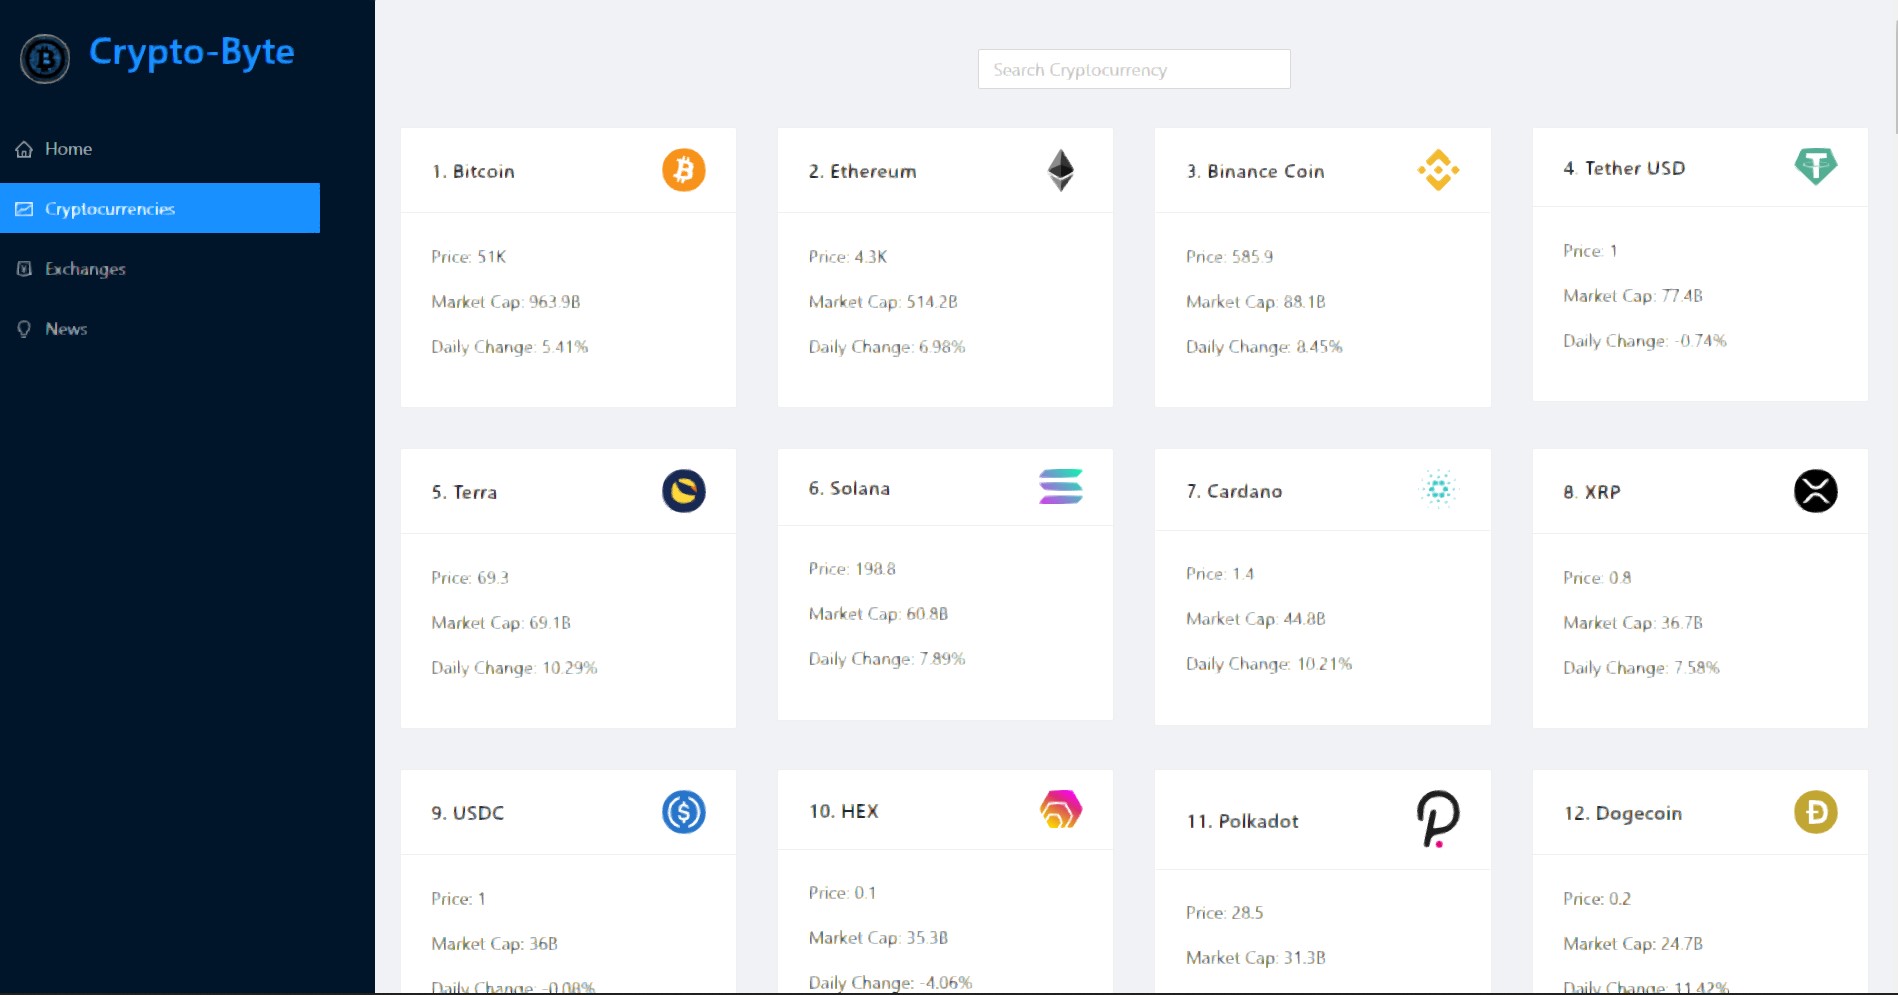 Crypto-Byte
Home
Cryptocurrencies
Exchanges
News
Search Cryptocurrency
1. Bitcoin
Price: 51K
Market Cap: 963.9B
Daily Change: 5.41%
2. Ethereum
Price: 4.3K
Market Cap: 514.2B
Daily Change: 6.98%
3. Binance Coin
Price: 585.9
Market Cap: 88.1B
Daily Change: 8.45%
4. Tether USD
Price: 1
Market Cap: 77.4B
Daily Change: -0.74%
5. Terra
Price: 69.3
Market Cap: 69.1B
Daily Change: 10.29%
6. Solana
Price: 198.8
Market Cap: 60.8B
Daily Change: 7.89%
7. Cardano
Price: 1.4
Market Cap: 44.8B
Daily Change: 10.21%
8. XRP
Price: 0.8
Market Cap: 36.7B
Daily Change: 7.58%
9. USDC
Price: 1
Market Cap: 36B
Daily Change: -0.08%
10. HEX
Price: 0.1
Market Cap: 35.3B
Daily Change: -4.06%
11. Polkadot
Price: 28.5
Market Cap: 31.3B
12. Dogecoin
Price: 0.2
Market Cap: 24.7B
Daily Change: 11.42%